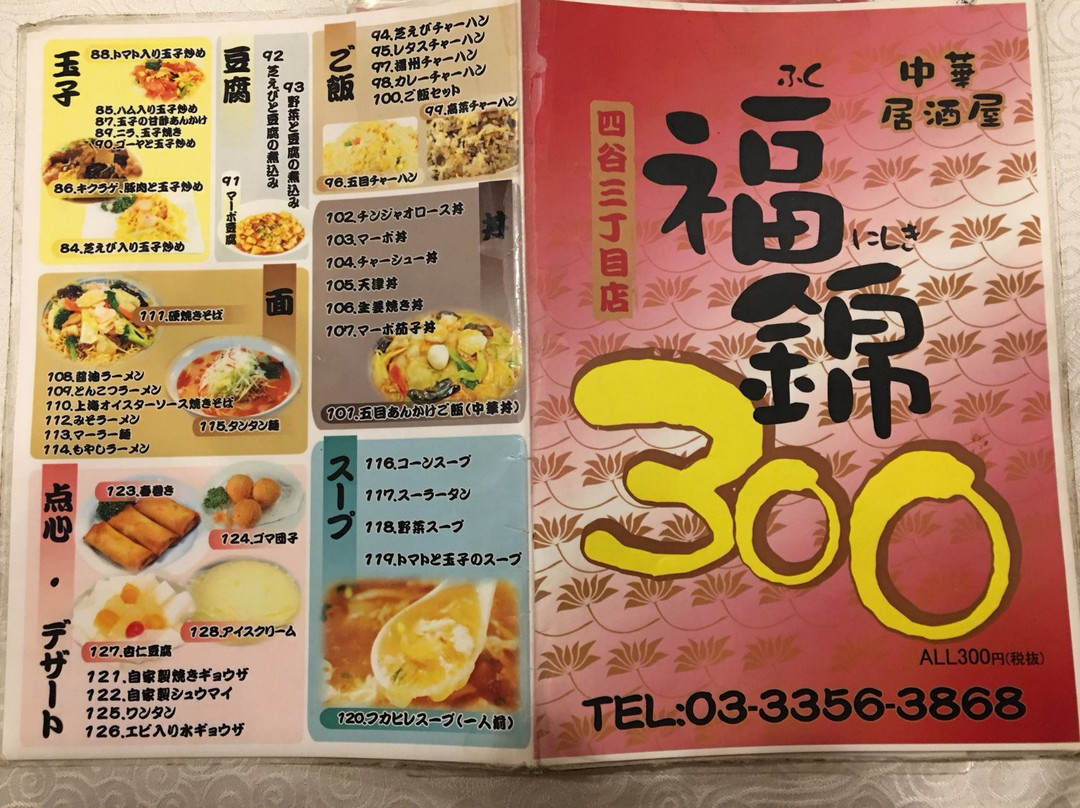 玉子
88.トマト入り玉子炒め
85.ハム入り玉子炒め
87.玉子の甘酢あんかけ
89.ニラ、玉子焼き
90.ゴーヤと玉子炒め
86.キクラゲ、豚肉と玉子炒め
84.芝えび入り玉子炒め
豆腐
92 芝えびと豆腐の煮込み
93 野菜と豆腐の煮込み
91 マーボ豆腐
ご飯
94.芝えびチャーハン
95.レタスチャーハン
97.福州チャーハン
98.カレーチャーハン
100.ご飯セット
99.高菜チャーハン
96.五目チャーハン
丼
102.チンジャオロース丼
103.マーボ丼
104.チャーシュー丼
105.天津丼
106.生姜焼き丼
107.マーボ茄子丼
101.五目あんかけご飯(中華丼)
面
111.硬焼きそば
108.醤油ラーメン
109.とんこつラーメン
110.上海オイスターソース焼きそば
112.みそラーメン
113.マーラー麺
114.もやしラーメン
115.タンタン麺
点心・デザート
123.春巻き
124.ゴマ団子
128.アイスクリーム
127.杏仁豆腐
121.自家製焼きギョウザ
122.自家製シュウマイ
125.ワンタン
126.エビ入り水ギョウザ
スープ
116.コーンスープ
117.スーラータン
118.野菜スープ
119.トマトと玉子のスープ
120.フカヒレスープ(一人前)
中華
居酒屋
ふく
福
にしき
錦
四谷三丁目店
300
ALL300円(税抜)
TEL:03-3356-3868